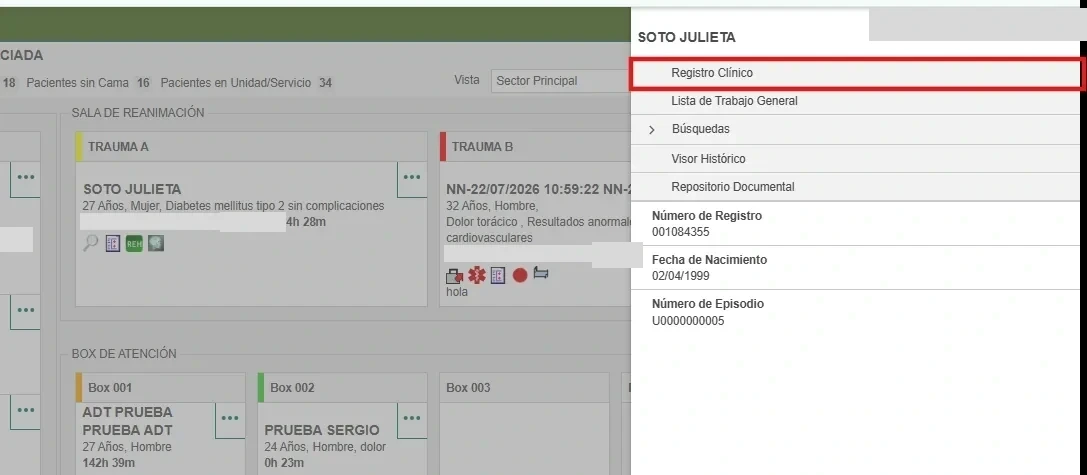 CIADA
18 Pacientes sin Cama 16 Pacientes en Unidad/Servicio 34
Vista Sector Principal
SALA DE REANIMACIÓN
TRAUMA A
SOTO JULIETA
27 Años, Mujer, Diabetes mellitus tipo 2 sin complicaciones
4h 28m
REH
TRAUMA B
NN-22/07/2026 10:59:22 NN-2
32 Años, Hombre,
Dolor torácico , Resultados anormale
cardiovasculares
hola
BOX DE ATENCIÓN
Box 001
ADT PRUEBA
PRUEBA ADT
27 Años, Hombre
142h 39m
Box 002
PRUEBA SERGIO
24 Años, Hombre, dolor
0h 23m
Box 003
SOTO JULIETA
Registro Clínico
Lista de Trabajo General
Búsquedas
Visor Histórico
Repositorio Documental
Número de Registro
001084355
Fecha de Nacimiento
02/04/1999
Número de Episodio
U0000000005